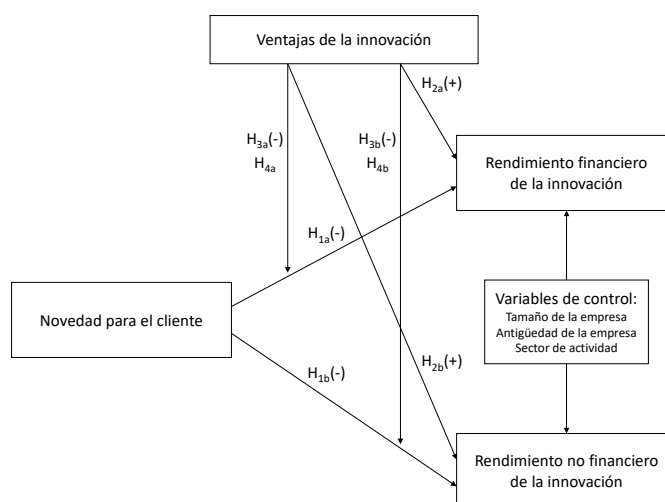 Ventajas de la innovación
H2a(+)
H3a(-)
H4a
H3b(-)
H4b
Rendimiento financiero
de la innovación
H1a(-)
Novedad para el cliente
Variables de control:
Tamaño de la empresa
Antigüedad de la empresa
Sector de actividad
H1b(-)
H2b(+)
Rendimiento no financiero
de la innovación